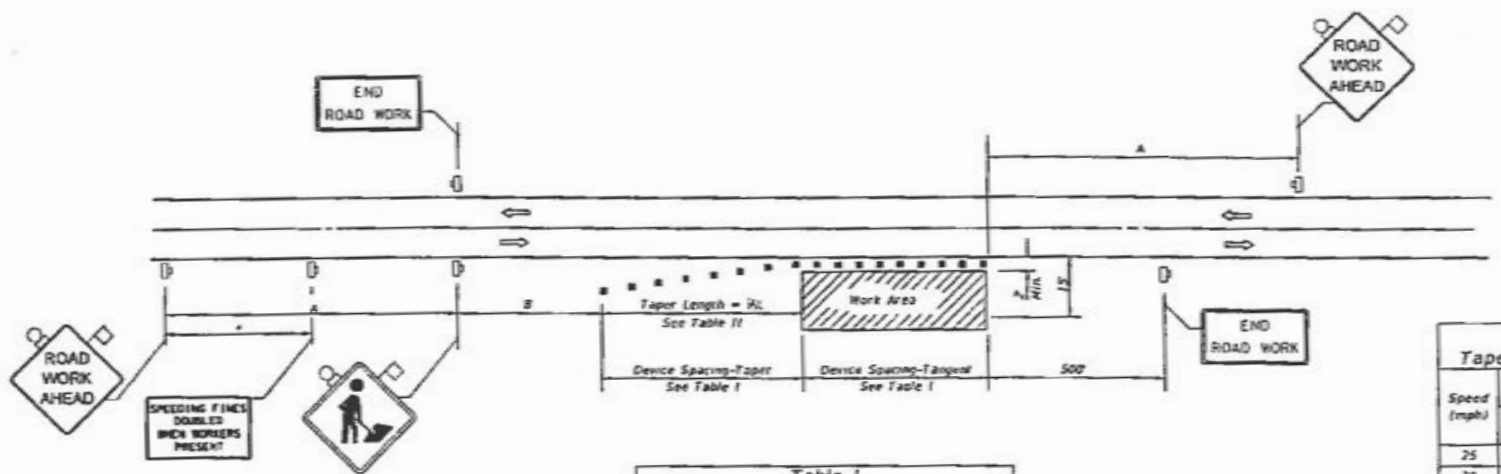 END
ROAD WORK
ROAD
WORK
AHEAD
A
A
B
Taper Length =
See Table II
Work Area
Min.
15'
ROAD
WORK
AHEAD
SPEEDING FINES
DOUBLED
WHEN WORKERS
PRESENT
Device Spacing-Taper
See Table I
Device Spacing-Tangent
See Table I
500'
END
ROAD WORK
Table I
Speed
(mph)
25